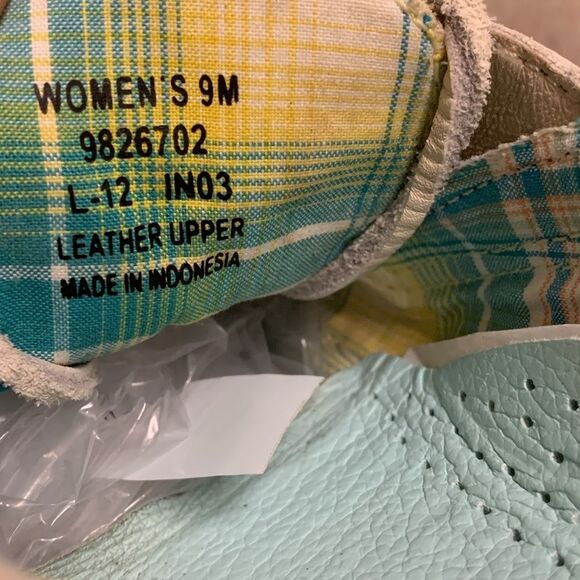 WOMEN'S 9M
9826702
L-12 IN03
LEATHER UPPER
MADE IN INDONESIA